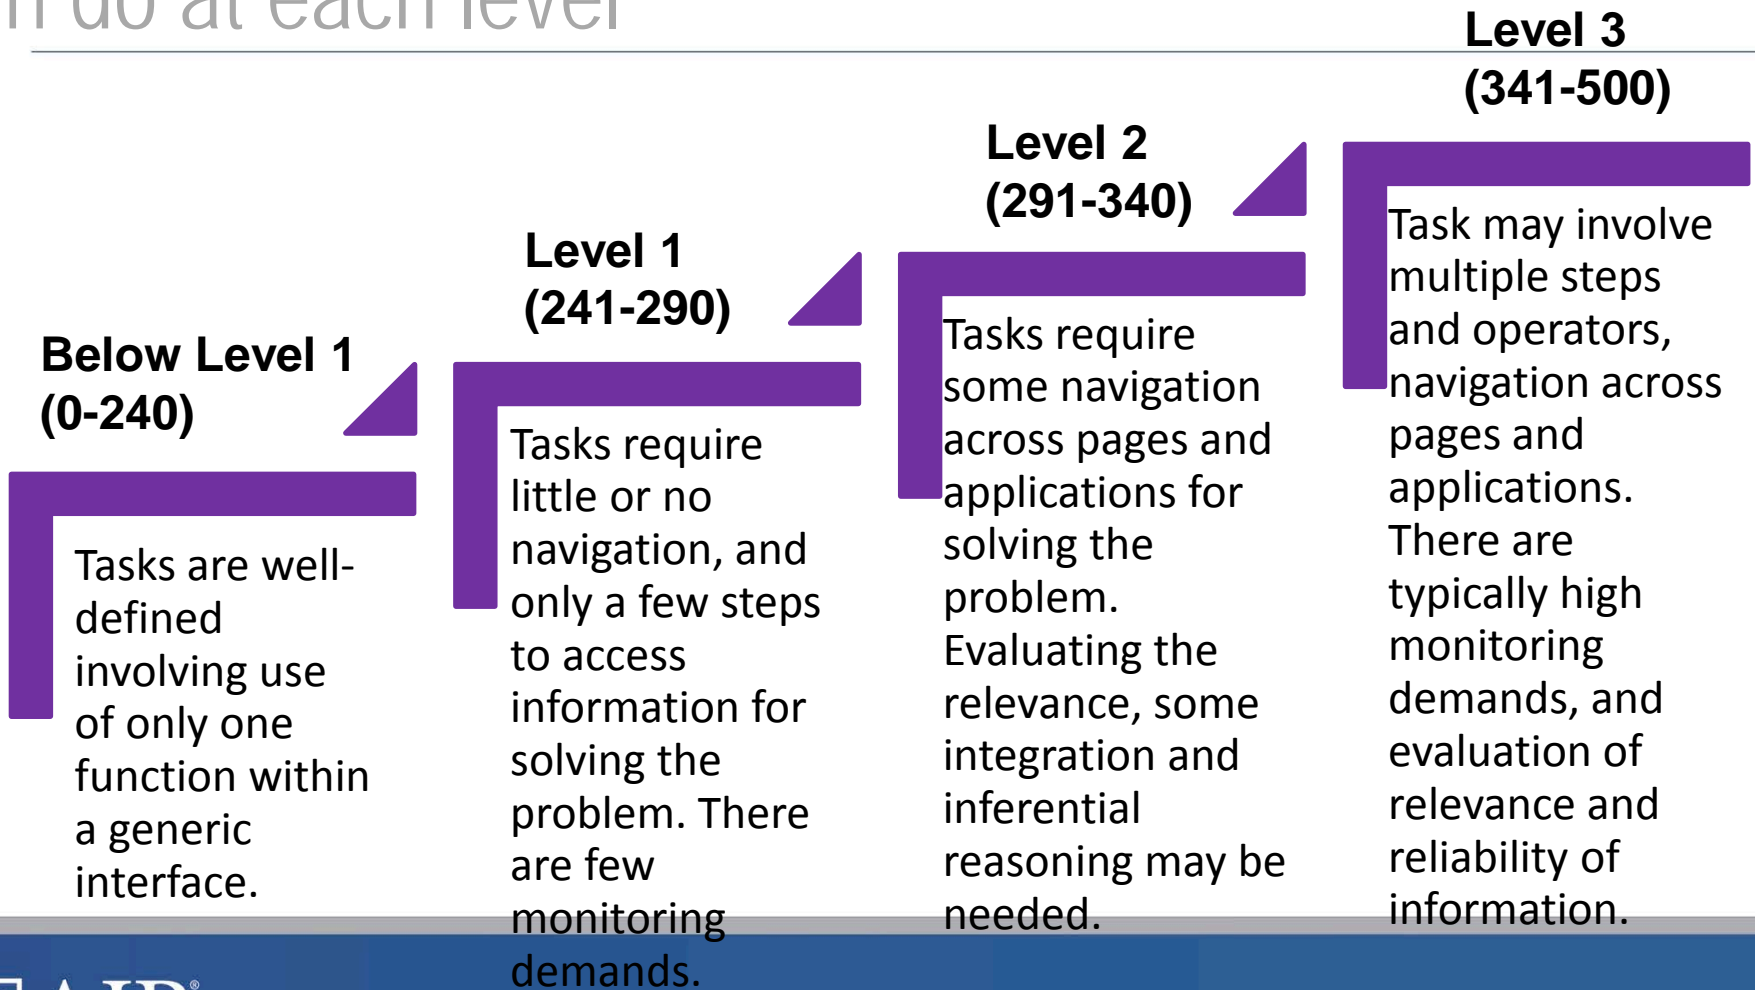 do at each level
Level 3
(341-500)
Level 2
(291-340)
Level 1
(241-290)
Below Level 1
(0-240)
Tasks are well-
defined
involving use
of only one
function within
a generic
interface.
Tasks require
little or no
navigation, and
only a few steps
to access
information for
solving the
problem. There
are few
monitoring
demands.
Tasks require
some navigation
across pages and
applications for
solving the
problem.
Evaluating the
relevance, some
integration and
inferential
reasoning may be
needed.
Task may involve
multiple steps
and operators,
navigation across
pages and
applications.
There are
typically high
monitoring
demands, and
evaluation of
relevance and
reliability of
information.